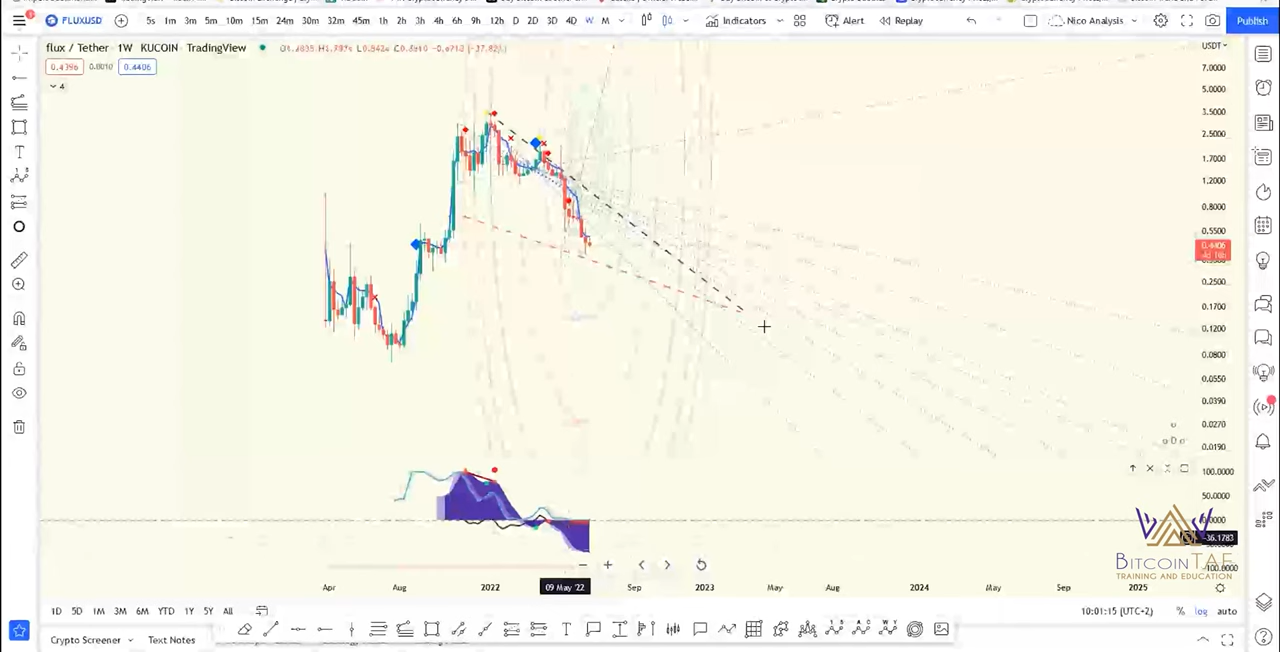 FLUXUSD 5s 1m 3m 5m 10m 15m 24m 30m 32m 45m 1h 2h 3h 4h 6h 9h 12h D 2D 3D 4D W M Indicators Alert Replay Nico Analysis Publish
flux / Tether · 1W · KUCOIN · TradingView
USDT
0.4396 0.0010 0.4406
4
7.0000
5.0000
3.5000
2.5000
1.7000
1.2000
0.8000
0.5500
0.4406
0.2500
0.1700
0.1200
0.0800
0.0550
0.0390
0.0270
0.0190
100.0000
50.0000
0.0000
-36.1783
BITCOINTAF
TRAINING AND EDUCATION
Apr Aug 2022 09 May '22 Sep 2023 May 2024 May Sep 2025
1D 5D 1M 3M 6M YTD 1Y 5Y All 10:01:15 (UTC+2) % log auto
Crypto Screener Text Notes